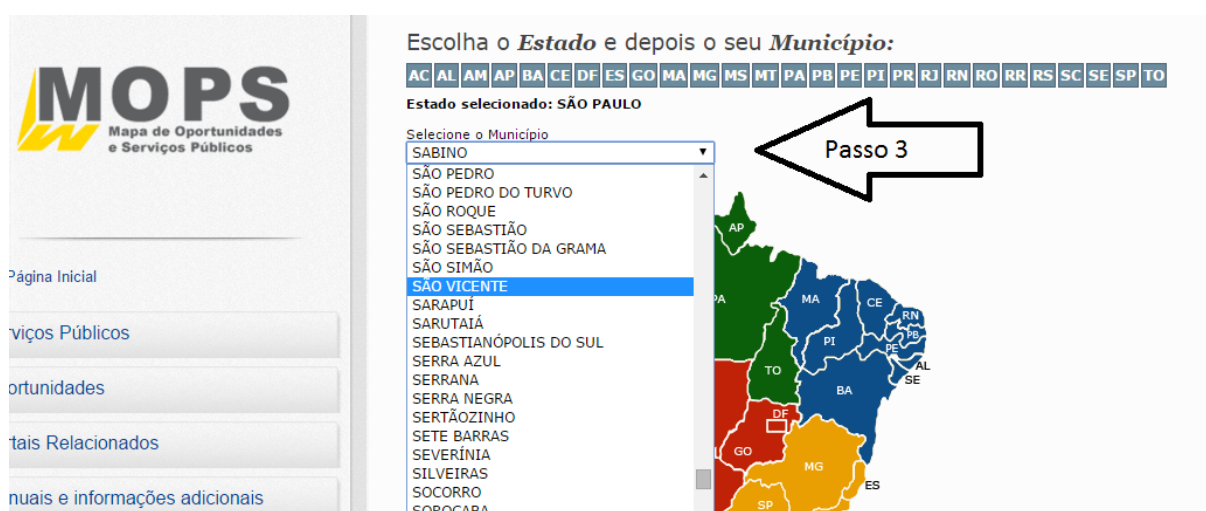 MOPS
Mapa de Oportunidades
e Serviços Públicos
Página Inicial
viços Públicos
ortunidades
tais Relacionados
nuais e informações adicionais
Escolha o Estado e depois o seu Município:
AC AL AM AP BA CE DF ES GO MA MG MS MT PA PB PE PI PR RJ RN RO RR RS SC SE SP TO
Estado selecionado: SÃO PAULO
Selecione o Município
SABINO
SÃO PEDRO
SÃO PEDRO DO TURVO
SÃO ROQUE
SÃO SEBASTIÃO
SÃO SEBASTIÃO DA GRAMA
SÃO SIMÃO
SÃO VICENTE
SARAPUÍ
SARUTAIÁ
SEBASTIANÓPOLIS DO SUL
SERRA AZUL
SERRANA
SERRA NEGRA
SERTÃOZINHO
SETE BARRAS
SEVERÍNIA
SILVEIRAS
SOCORRO
SOROCABA
Passo 3
AP
PA
MA
CE
RN
PB
PI
PE
AL
SE
TO
BA
DF
GO
MG
ES
SP